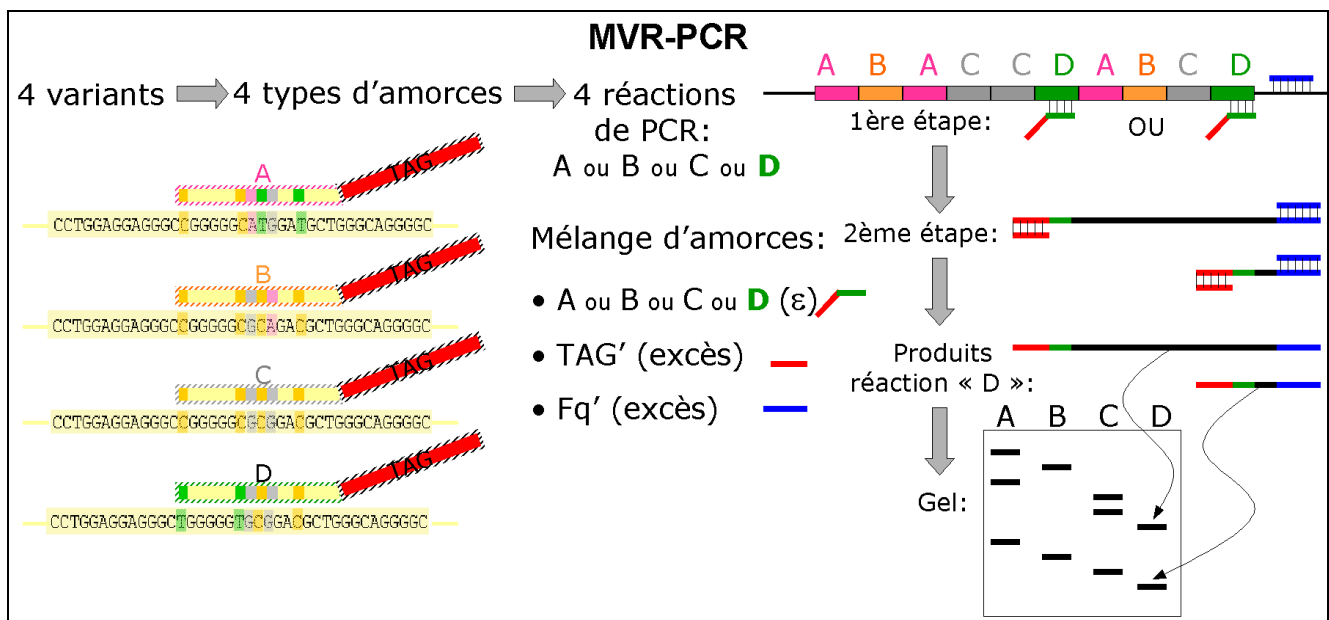 MVR-PCR
4 variants
4 types d'amorces
4 réactions
de PCR:
A ou B ou C ou D
A
TAG
CCTGGAGGAGGGCCGGGGGCATGGATGCTGGGCAGGGGC
B
TAG
CCTGGAGGAGGGCCGGGGGCGCAGACGCTGGGCAGGGGC
C
TAG
CCTGGAGGAGGGCCGGGGGCGCGGACGCTGGGCAGGGGC
D
TAG
CCTGGAGGAGGGCTGGGGGTGCGGACGCTGGGCAGGGGC
Mélange d'amorces:
• A ou B ou C ou D (ε)
• TAG' (excès)
• Fq' (excès)
A B A C C D A B C D
1ère étape:
OU
2ème étape:
Produits
réaction « D »:
A B C D
Gel: